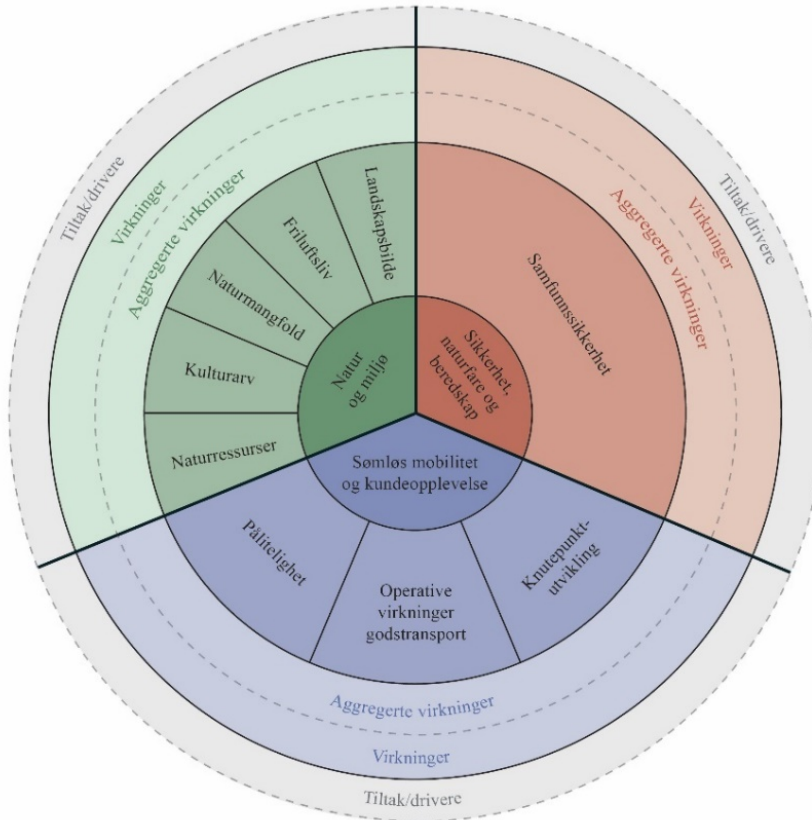 Tiltak/drivere
Virkninger
Aggregerte virkninger
Landskapsbilde
Friluftsliv
Naturmangfold
Kulturarv
Naturressurser
Natur
og miljø
Tiltak/drivere
Virkninger
Aggregerte virkninger
Samfunnssikkerhet
Sikkerhet,
naturfare og
beredskap
Sømløs mobilitet
og kundeopplevelse
Pålitelighet
Operative
virkninger
godstransport
Knutepunkt-
utvikling
Aggregerte virkninger
Virkninger
Tiltak/drivere